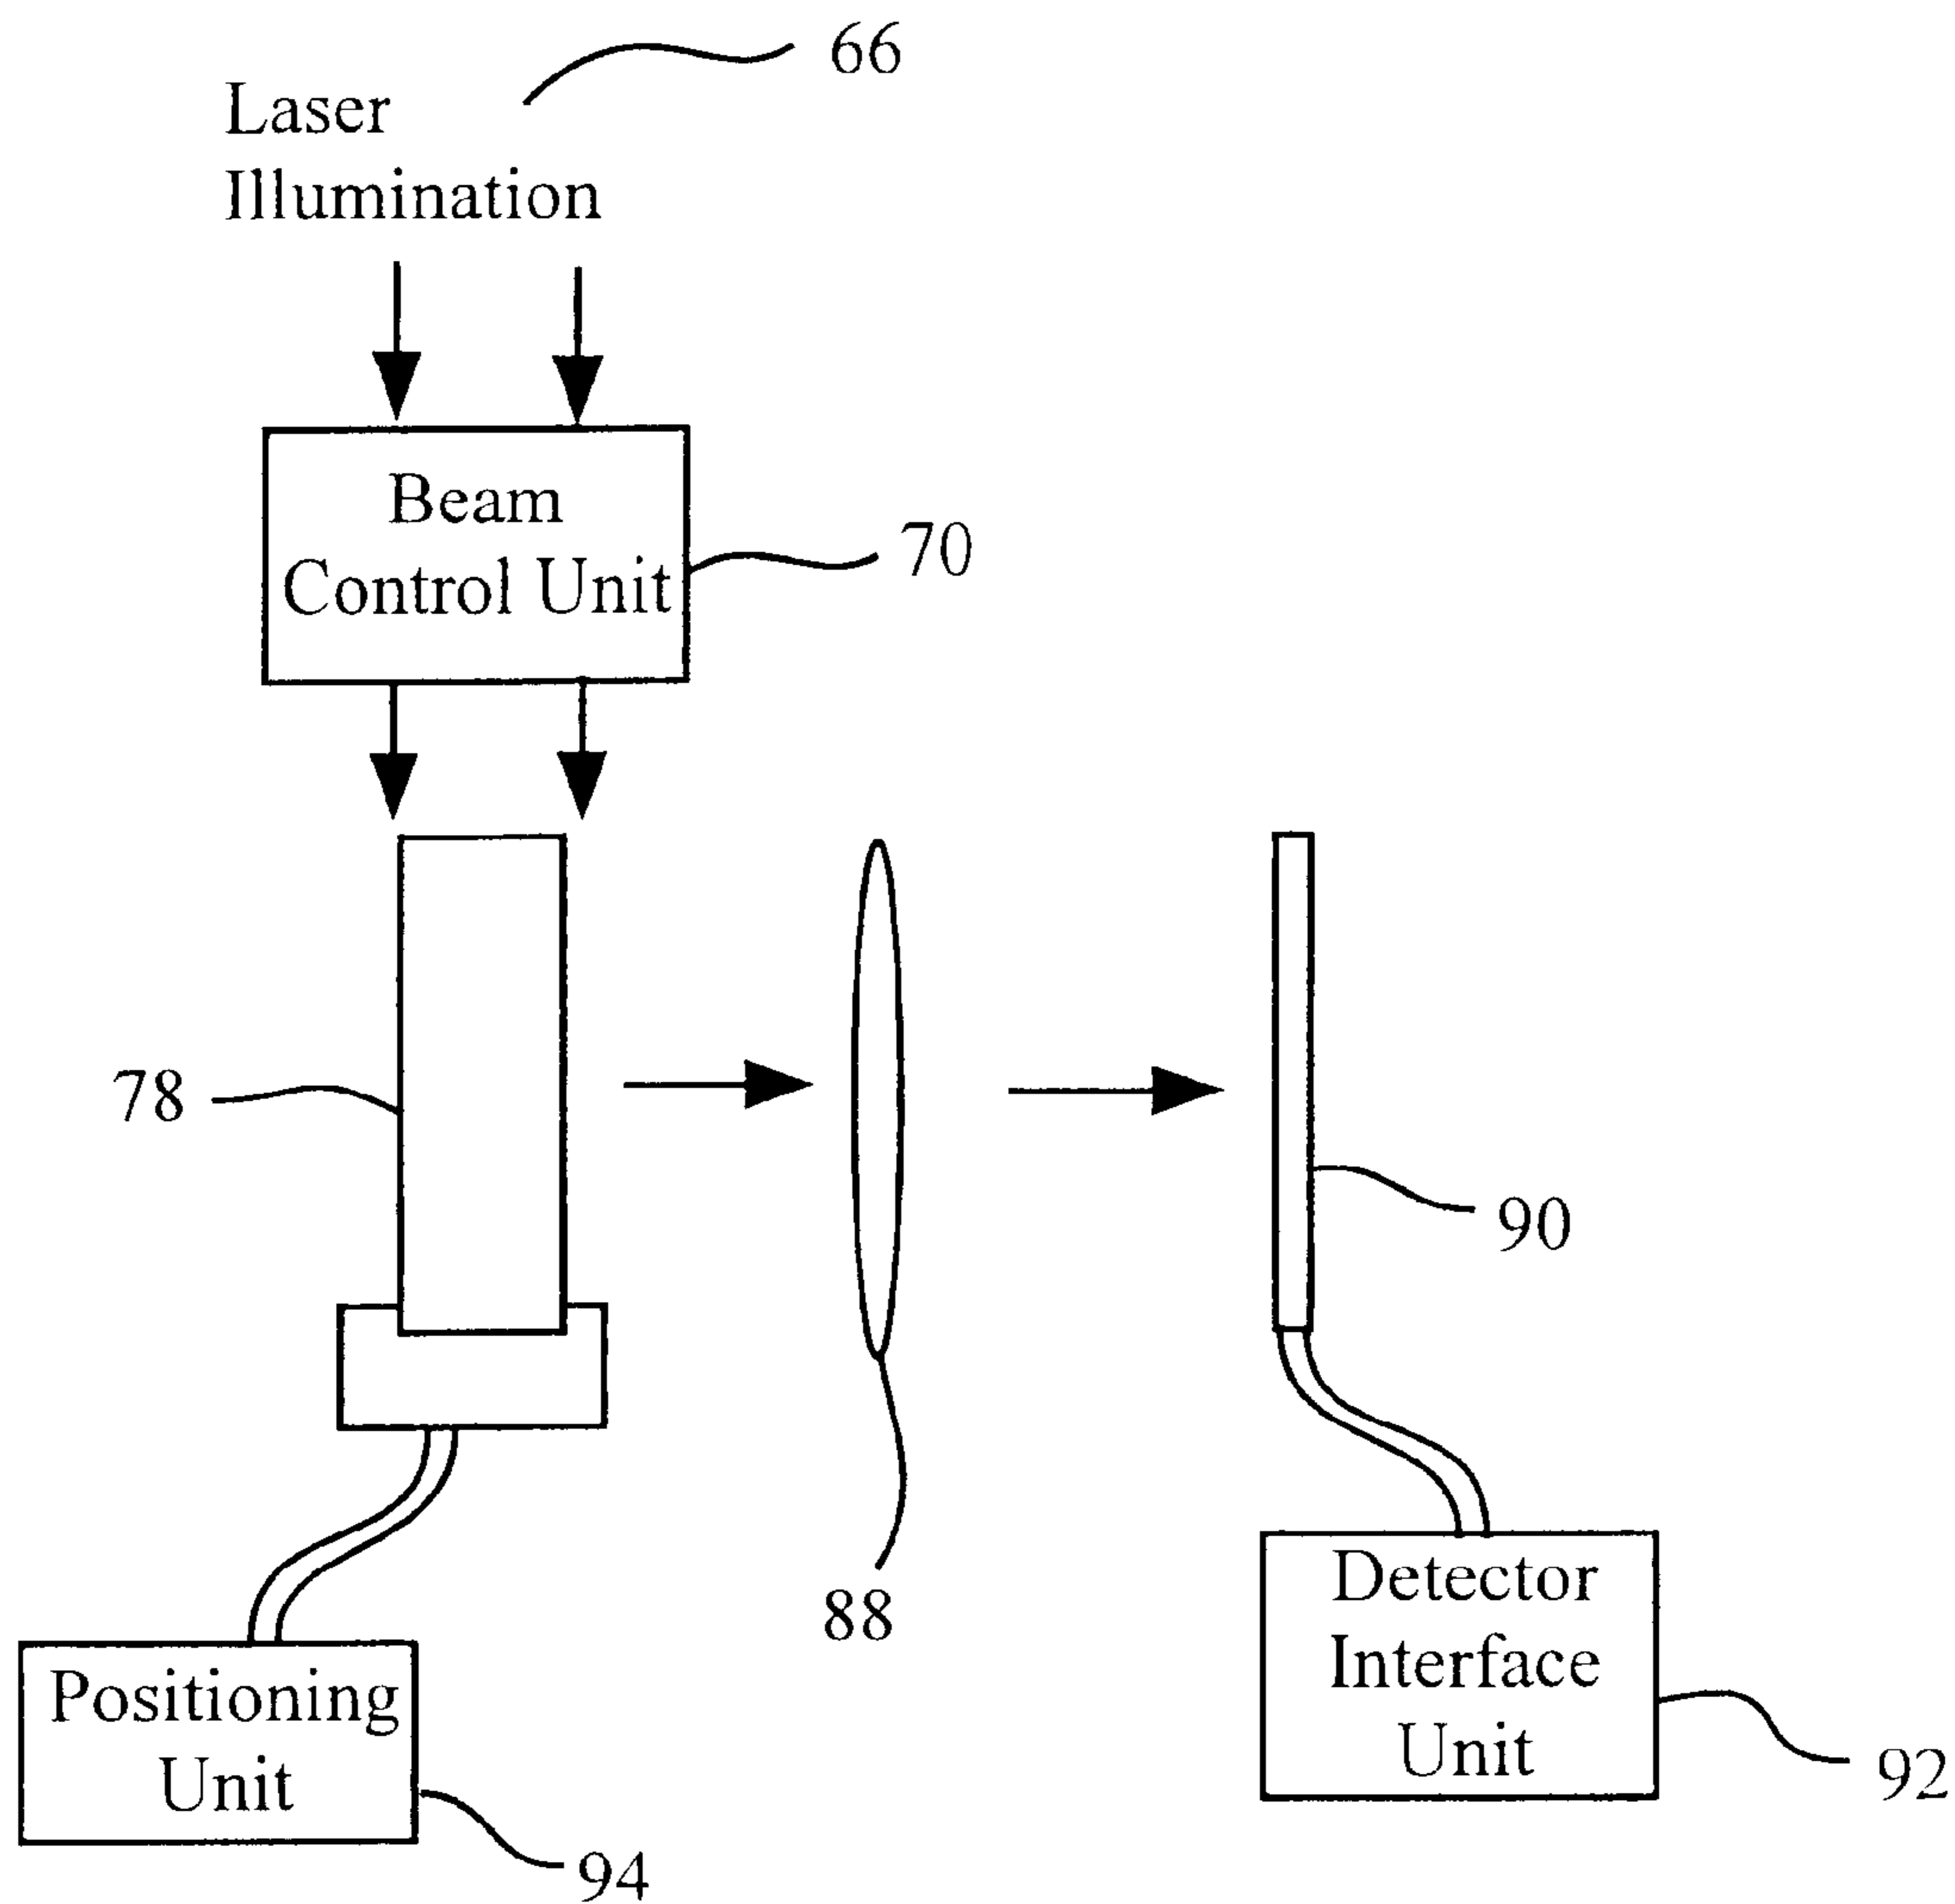 66
Laser
Illumination
Beam
Control Unit
70
78
90
88
Detector
Interface
Unit
92
Positioning
Unit
94